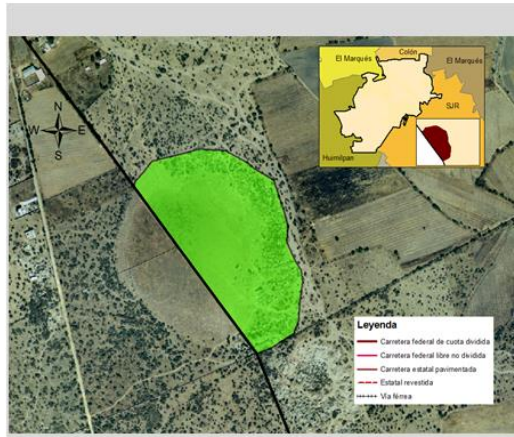 Colón
El Marqués
El Marqués
SJR
Huimilpan
N
W E
S
Leyenda
Carretera federal de cuota dividida
Carretera federal libre no dividida
Carretera estatal pavimentada
Estatal revestida
Vía férrea